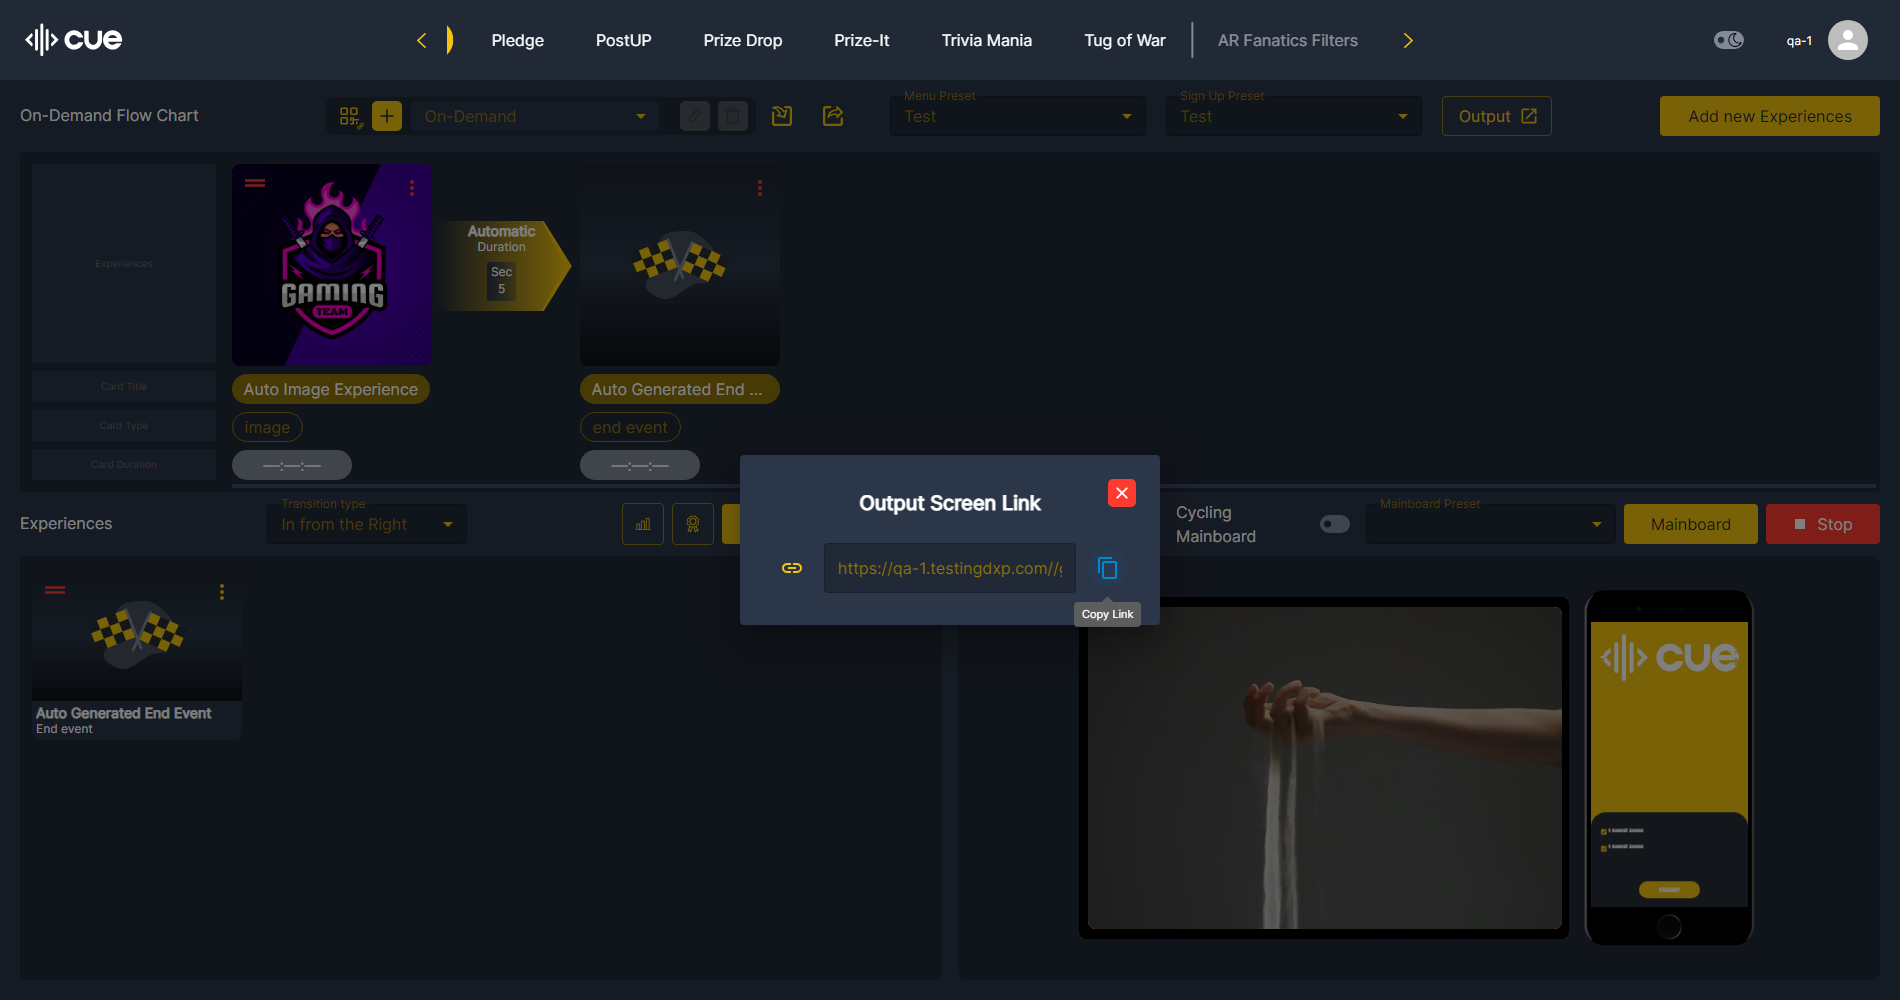 cue
Pledge
PostUP
Prize Drop
Prize-It
Trivia Mania
Tug of War
AR Fanatics Filters
qa-1
On-Demand Flow Chart
On-Demand
Menu Preset
Test
Sign Up Preset
Test
Output
Add new Experiences
Experiences
GAMING
TEAM
Automatic
Duration
Sec
5
Card Title
Auto Image Experience
Auto Generated End ...
Card Type
image
end event
Card Duration
—:—:—
—:—:—
Output Screen Link
https://qa-1.testingdxp.com//g
Copy Link
Experiences
Transition type
In from the Right
Cycling
Mainboard
Mainboard Preset
Mainboard
Stop
Auto Generated End Event
End event
cue